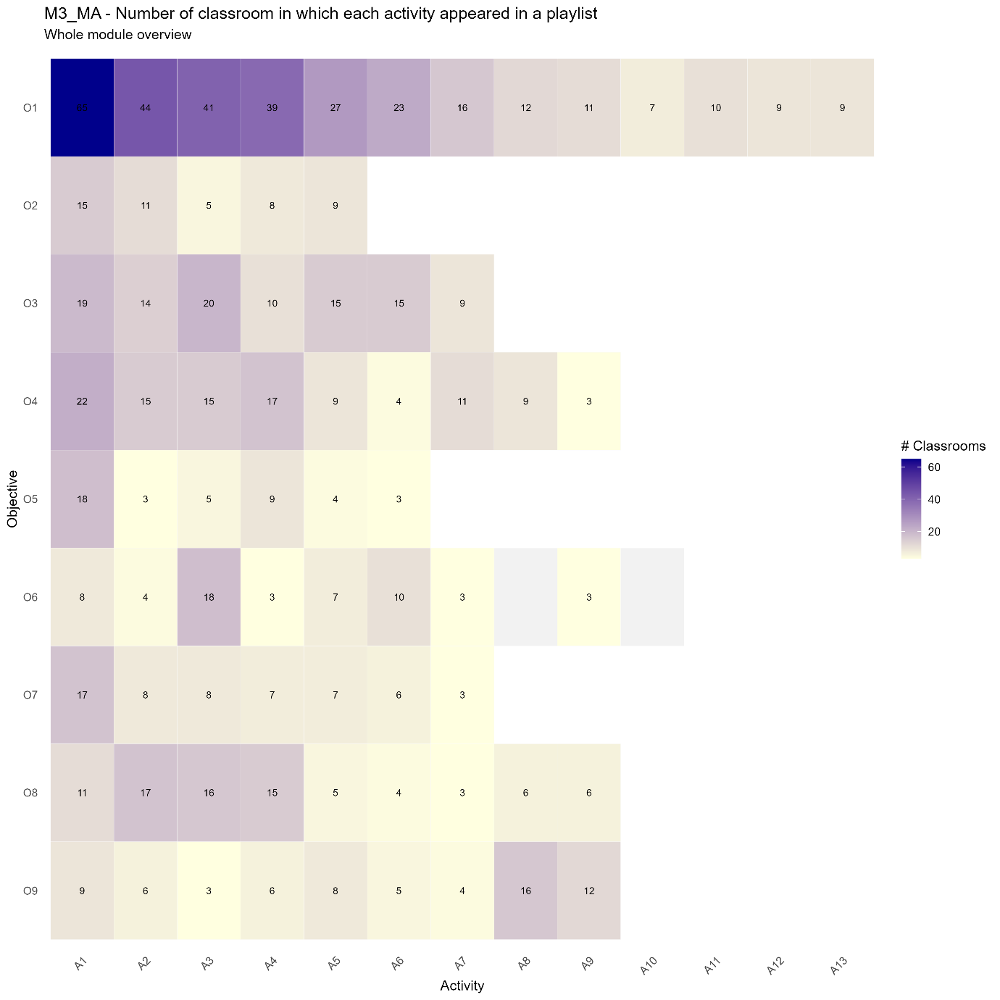 M3_MA - Number of classroom in which each activity appeared in a playlist
Whole module overview
O1 44 41 39 27 23 16 12 11 7 10 9 9
O2 15 11 5 8 9
O3 19 14 20 10 15 15 9
O4 22 15 15 17 9 4 11 9 3
O5 18 3 5 9 4 3
O6 8 4 18 3 7 10 3 3
O7 17 8 8 7 7 6 3
O8 11 17 16 15 5 4 3 6 6
O9 9 6 3 6 8 5 4 16 12
A1 A2 A3 A4 A5 A6 A7 A8 A9 A10 A11 A12 A13
Activity
Objective
# Classrooms
60
40
20